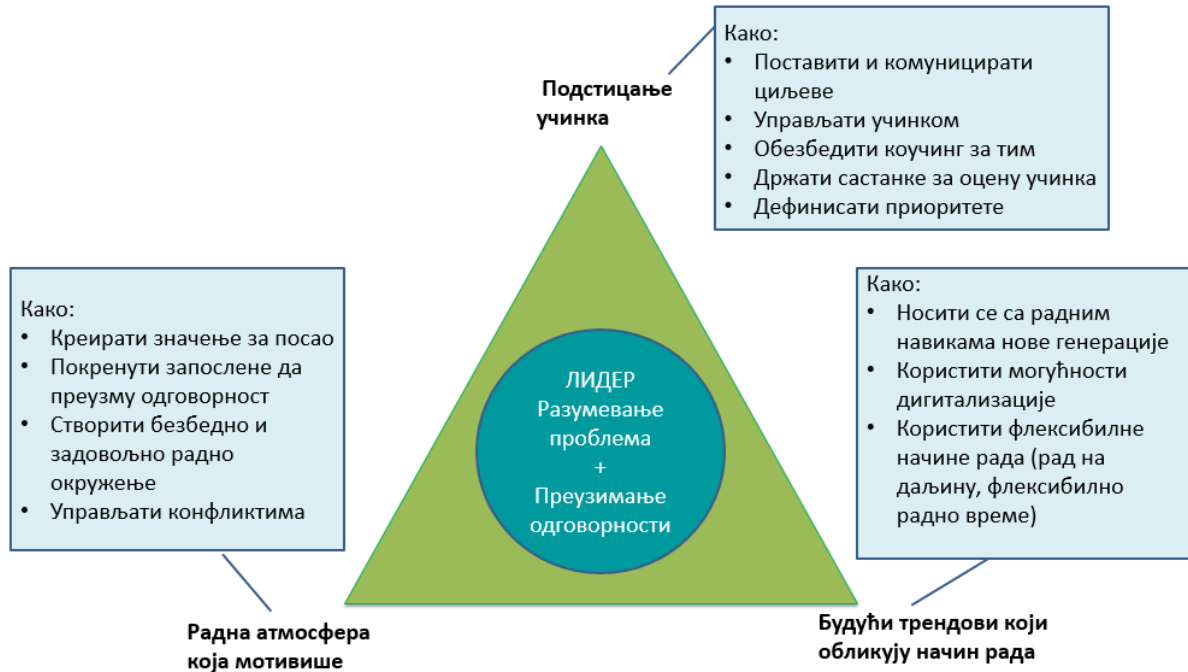 Подстицање
учинка
Како:
• Поставити и комуницирати
циљеве
• Управљати учинком
• Обезбедити коучинг за тим
• Држати састанке за оцену учинка
• Дефинисати приоритете
Како:
• Креирати значење за посао
• Покренути запослене да
преузму одговорност
• Створити безбедно и
задовољно радно
окружење
• Управљати конфликтима
ЛИДЕР
Разумевање
проблема
+
Преузимање
одговорности
Како:
• Носити се са радним
навикама нове генерације
• Користити могућности
дигитализације
• Користити флексибилне
начине рада (рад на
даљину, флексибилно
радно време)
Радна атмосфера
која мотивише
Будући трендови који
обликују начин рада